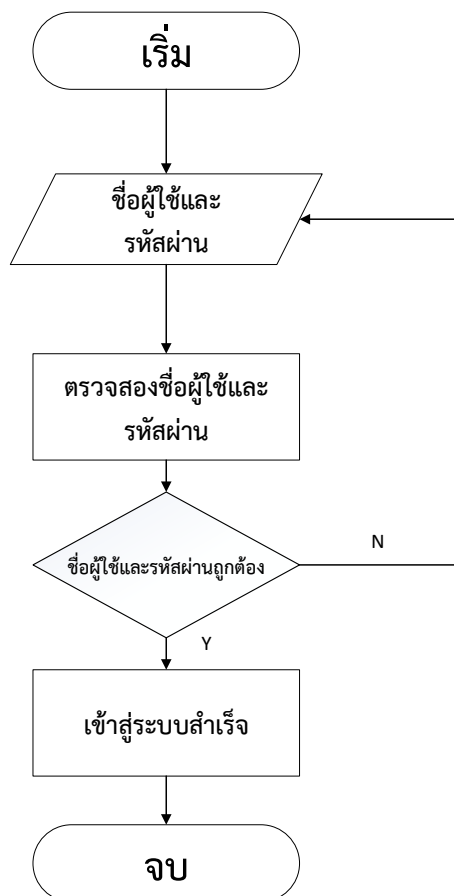 เริ่ม
ชื่อผู้ใช้และ
รหัสผ่าน
ตรวจสองชื่อผู้ใช้และ
รหัสผ่าน
ชื่อผู้ใช้และรหัสผ่านถูกต้อง
N
Y
เข้าสู่ระบบสำเร็จ
จบ